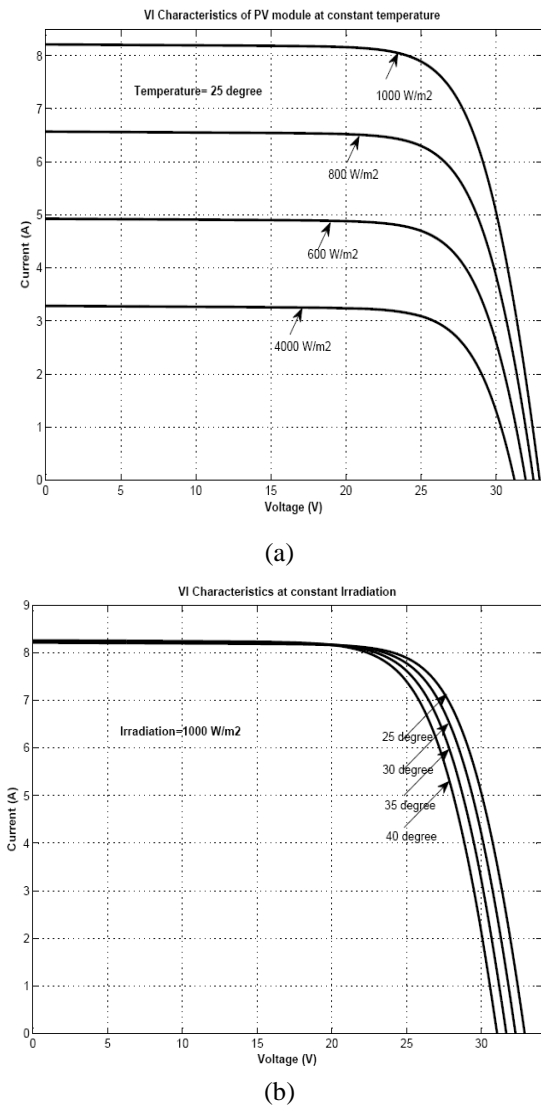 VI Characteristics of PV module at constant temperature
8
7
6
5
4
3
2
1
0
Current (A)
Temperature= 25 degree
1000 W/m2
800 W/m2
600 W/m2
4000 W/m2
0 5 10 15 20 25 30
Voltage (V)
(a)
VI Characteristics at constant Irradiation
9
8
7
6
5
4
3
2
1
0
Current (A)
Irradiation=1000 W/m2
25 degree
30 degree
35 degree
40 degree
0 5 10 15 20 25 30
Voltage (V)
(b)